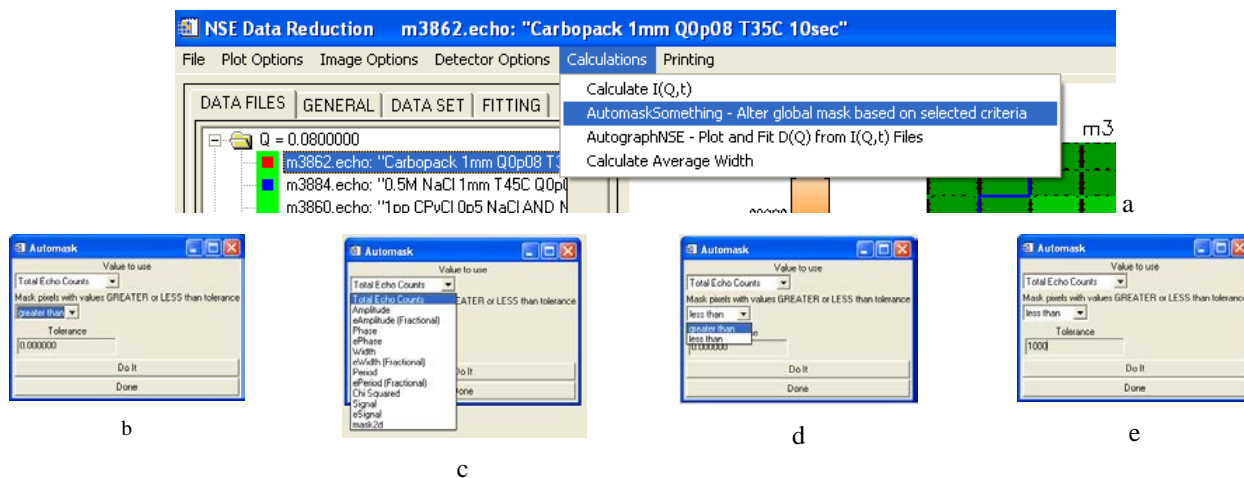 NSE Data Reduction m3862.echo: "Carbopack 1mm Q0p08 T35C 10sec"
File Plot Options Image Options Detector Options Calculations Printing
Calculate I(Q,t)
AutomaskSomething - Alter global mask based on selected criteria
AutographNSE - Plot and Fit D(Q) from I(Q,t) Files
Calculate Average Width
DATA FILES GENERAL DATA SET FITTING
Q = 0.0800000
m3862.echo: "Carbopack 1mm Q0p08 T3
m3884.echo: "0.5M NaCl 1mm T45C Q0p
m3860.echo: "1pp CPyCl 0p5 NaCl AND N
m3
a
Automask
Value to use
Total Echo Counts
Mask pixels with values GREATER or LESS than tolerance
greater than
Tolerance
0.000000
Do It
Done
b
Automask
Value to use
Total Echo Counts
EATER or LESS than tolerance
Total Echo Counts
Amplitude
eAmplitude (Fractional)
Phase
ePhase
Width
eWidth (Fractional)
Period
ePeriod (Fractional)
Chi Squared
Signal
eSignal
mask2d
Do It
one
c
Automask
Value to use
Total Echo Counts
Mask pixels with values GREATER or LESS than tolerance
less than
greater than
less than
0.000000
Do It
Done
d
Automask
Value to use
Total Echo Counts
Mask pixels with values GREATER or LESS than tolerance
less than
Tolerance
1000
Do It
Done
e